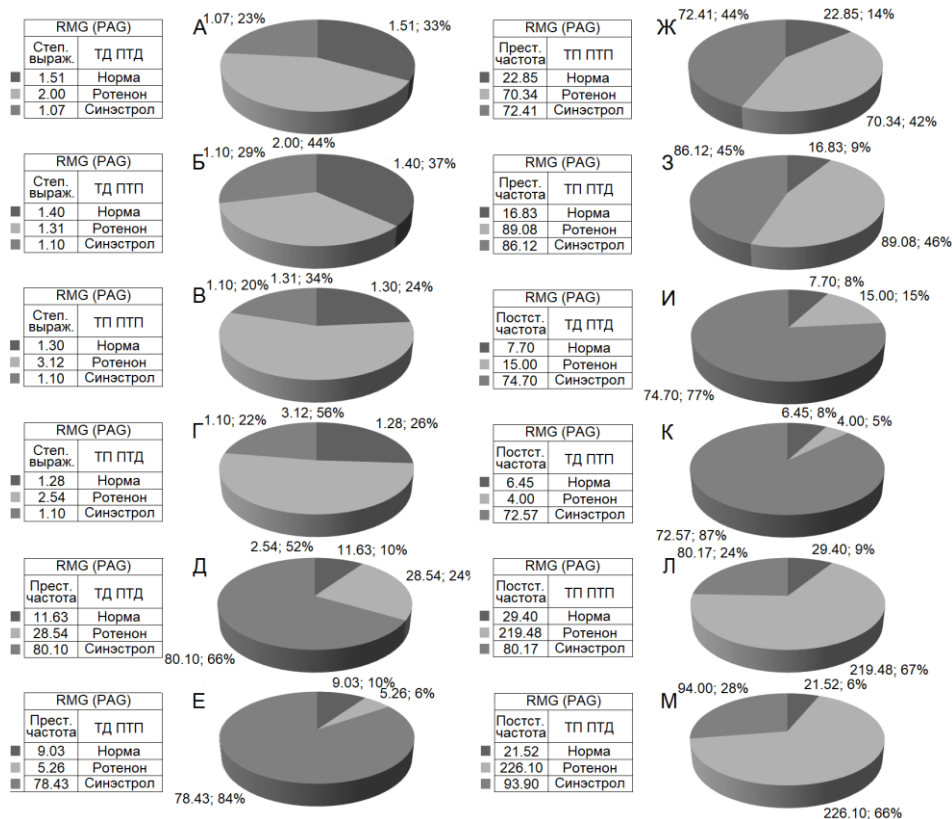 RMG (PAG)
Степ. выраж. ТД ПТД
1.51 Норма
2.00 Ротенон
1.07 Синэстрол
А
1.07; 23%
1.51; 33%
2.00; 44%
RMG (PAG)
Степ. выраж. ТД ПТП
1.40 Норма
1.31 Ротенон
1.10 Синэстрол
Б
1.10; 29%
1.40; 37%
1.31; 34%
RMG (PAG)
Степ. выраж. ТП ПТП
1.30 Норма
3.12 Ротенон
1.10 Синэстрол
В
1.10; 20%
1.30; 24%
3.12; 56%
RMG (PAG)
Степ. выраж. ТП ПТД
1.28 Норма
2.54 Ротенон
1.10 Синэстрол
Г
1.10; 22%
1.28; 26%
2.54; 52%
RMG (PAG)
Прест. частота ТД ПТД
11.63 Норма
28.54 Ротенон
80.10 Синэстрол
Д
11.63; 10%
28.54; 24%
80.10; 66%
RMG (PAG)
Прест. частота ТД ПТП
9.03 Норма
5.26 Ротенон
78.43 Синэстрол
Е
9.03; 10%
5.26; 6%
78.43; 84%
RMG (PAG)
Прест. частота ТП ПТП
22.85 Норма
70.34 Ротенон
72.41 Синэстрол
Ж
72.41; 44%
22.85; 14%
70.34; 42%
RMG (PAG)
Прест. частота ТП ПТД
16.83 Норма
89.08 Ротенон
86.12 Синэстрол
З
86.12; 45%
16.83; 9%
89.08; 46%
RMG (PAG)
Постст. частота ТД ПТД
7.70 Норма
15.00 Ротенон
74.70 Синэстрол
И
7.70; 8%
15.00; 15%
74.70; 77%
RMG (PAG)
Постст. частота ТД ПТП
6.45 Норма
4.00 Ротенон
72.57 Синэстрол
К
6.45; 8%
4.00; 5%
72.57; 87%
RMG (PAG)
Постст. частота ТП ПТП
29.40 Норма
219.48 Ротенон
80.17 Синэстрол
Л
80.17; 24%
29.40; 9%
219.48; 67%
RMG (PAG)
Постст. частота ТП ПТД
21.52 Норма
226.10 Ротенон
93.90 Синэстрол
М
94.00; 28%
21.52; 6%
226.10; 66%